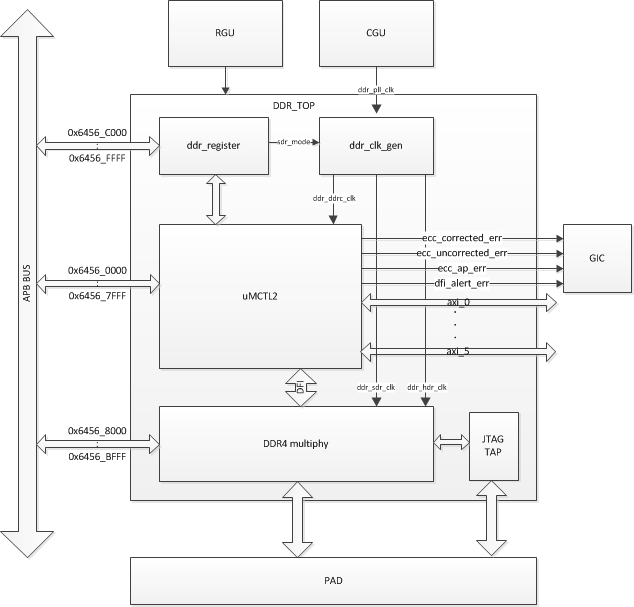 RGU
CGU
ddr_pll_clk
DDR_TOP
0x6456_C000
:
0x6456_FFFF
ddr_register
sdr_mode
ddr_clk_gen
ddr_ddrc_clk
APB BUS
0x6456_0000
:
0x6456_7FFF
uMCTL2
ecc_corrected_err
ecc_uncorrected_err
ecc_ap_err
dfi_alert_err
GIC
axi_0
.
.
.
axi_5
DFI
ddr_sdr_clk
ddr_hdr_clk
0x6456_8000
:
0x6456_BFFF
DDR4 multiphy
JTAG
TAP
PAD